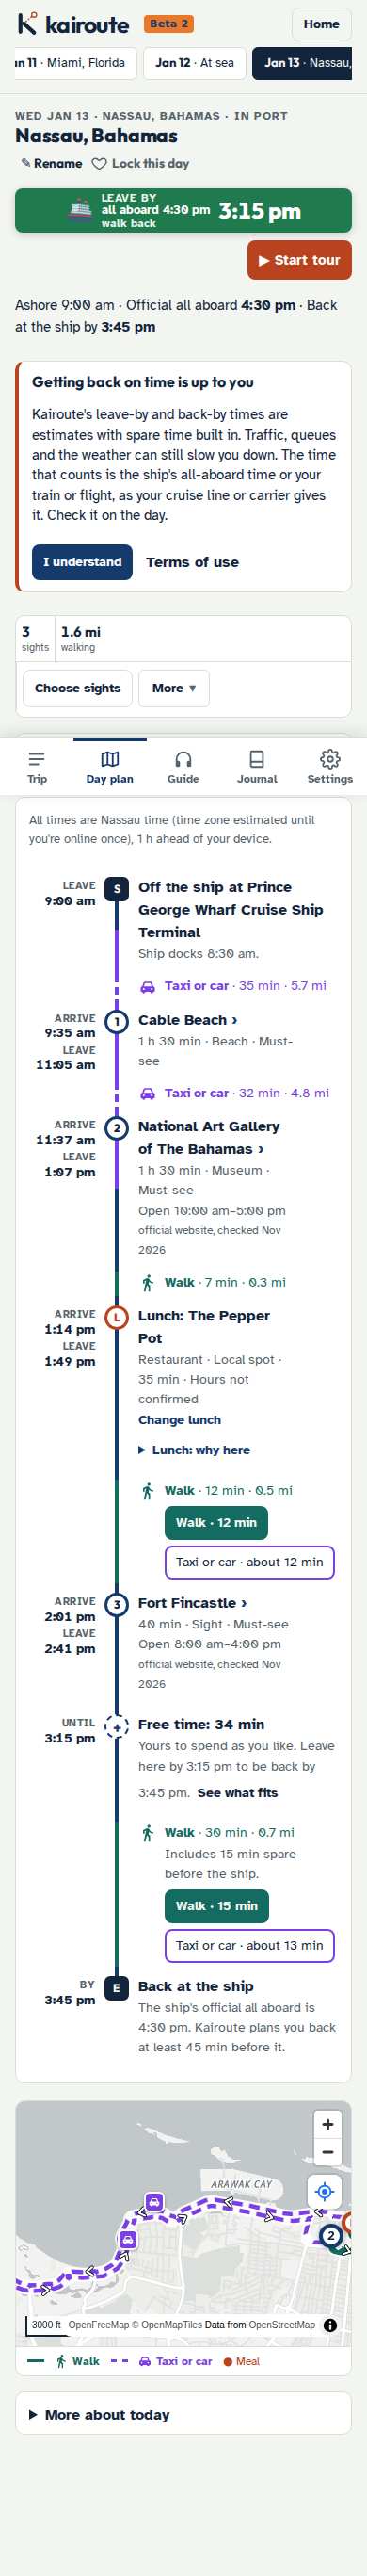 kairoute Beta 2 Home
an 11 · Miami, Florida Jan 12 · At sea Jan 13 · Nassau,
WED JAN 13 · NASSAU, BAHAMAS · IN PORT
Nassau, Bahamas
✎ Rename ♡ Lock this day
LEAVE BY
all aboard 4:30 pm 3:15 pm
walk back
▶ Start tour
Ashore 9:00 am · Official all aboard 4:30 pm · Back
at the ship by 3:45 pm
Getting back on time is up to you
Kairoute's leave-by and back-by times are
estimates with spare time built in. Traffic, queues
and the weather can still slow you down. The time
that counts is the ship's all-aboard time or your
train or flight, as your cruise line or carrier gives
it. Check it on the day.
I understand Terms of use
3 1.6 mi
sights walking
Choose sights More ▾
Trip Day plan Guide Journal Settings
All times are Nassau time (time zone estimated until
you're online once), 1 h ahead of your device.
LEAVE
9:00 am
S
Off the ship at Prince
George Wharf Cruise Ship
Terminal
Ship docks 8:30 am.
Taxi or car · 35 min · 5.7 mi
ARRIVE
9:35 am
LEAVE
11:05 am
1
Cable Beach ›
1 h 30 min · Beach · Must-
see
Taxi or car · 32 min · 4.8 mi
ARRIVE
11:37 am
LEAVE
1:07 pm
2
National Art Gallery
of The Bahamas ›
1 h 30 min · Museum ·
Must-see
Open 10:00 am–5:00 pm
official website, checked Nov
2026
Walk · 7 min · 0.3 mi
ARRIVE
1:14 pm
LEAVE
1:49 pm
L
Lunch: The Pepper
Pot
Restaurant · Local spot ·
35 min · Hours not
confirmed
Change lunch
▶ Lunch: why here
Walk · 12 min · 0.5 mi
Walk · 12 min
Taxi or car · about 12 min
ARRIVE
2:01 pm
LEAVE
2:41 pm
3
Fort Fincastle ›
40 min · Sight · Must-see
Open 8:00 am–4:00 pm
official website, checked Nov
2026
UNTIL
3:15 pm
+
Free time: 34 min
Yours to spend as you like. Leave
here by 3:15 pm to be back by
3:45 pm. See what fits
Walk · 30 min · 0.7 mi
Includes 15 min spare
before the ship.
Walk · 15 min
Taxi or car · about 13 min
BY
3:45 pm
E
Back at the ship
The ship's official all aboard is
4:30 pm. Kairoute plans you back
at least 45 min before it.
+
−
ARAWAK CAY
2
3000 ft OpenFreeMap © OpenMapTiles Data from OpenStreetMap
Walk Taxi or car Meal
▶ More about today